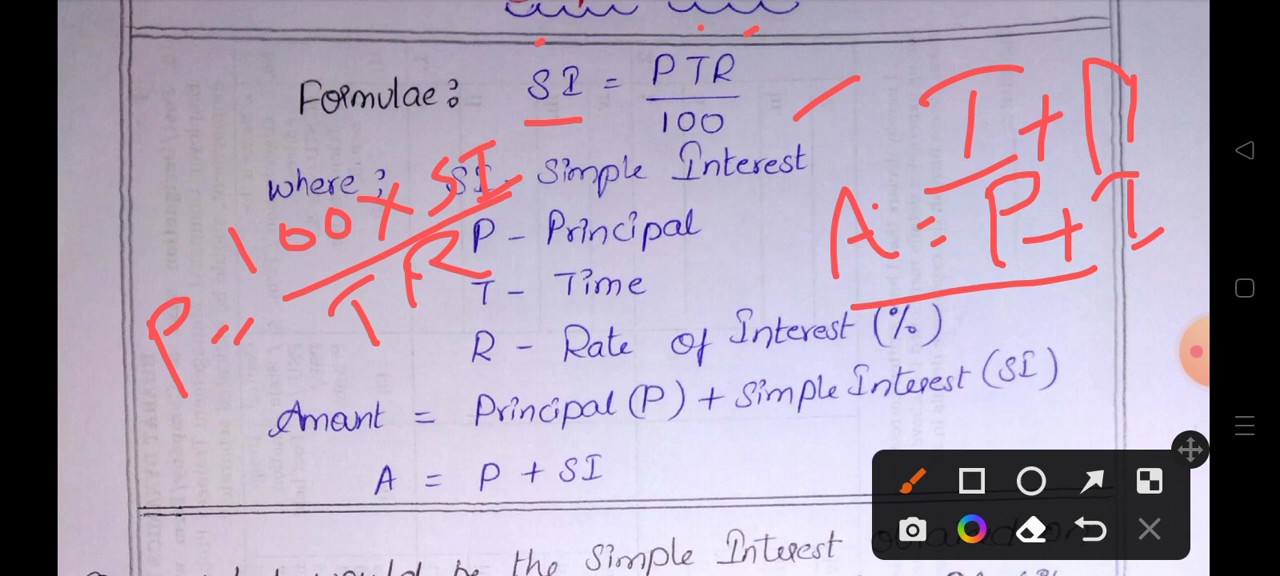 Formulae: SI = PTR / 100
where; SI - Simple Interest
P - Principal
T - Time
R - Rate of Interest (%)
Amant = Principal (P) + Simple Interest (SI)
A = P + SI
the Simple Interest
P = 100 X SI / TR
A = P + I